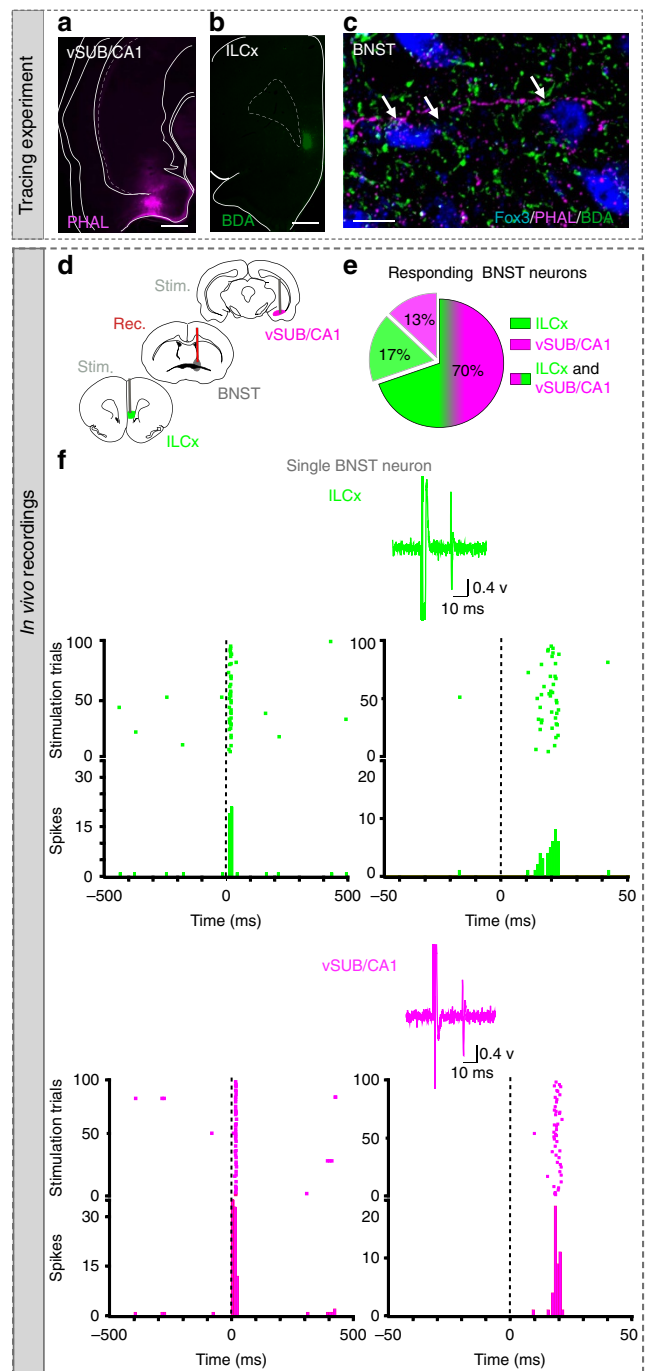 Tracing experiment
a
vSUB/CA1
PHAL
b
ILCx
BDA
c
BNST
Fox3/PHAL/BDA
In vivo recordings
d
Stim.
vSUB/CA1
Rec.
BNST
Stim.
ILCx
e
Responding BNST neurons
13%
17%
70%
ILCx
vSUB/CA1
ILCx and
vSUB/CA1
f
Single BNST neuron
ILCx
0.4 v
10 ms
Stimulation trials
100
50
0
Spikes
30
15
0
−500
0
500
Time (ms)
100
50
0
20
10
0
−50
0
50
Time (ms)
vSUB/CA1
0.4 v
10 ms
Stimulation trials
100
50
0
Spikes
30
15
0
−500
0
500
Time (ms)
100
50
0
20
10
0
−50
0
50
Time (ms)